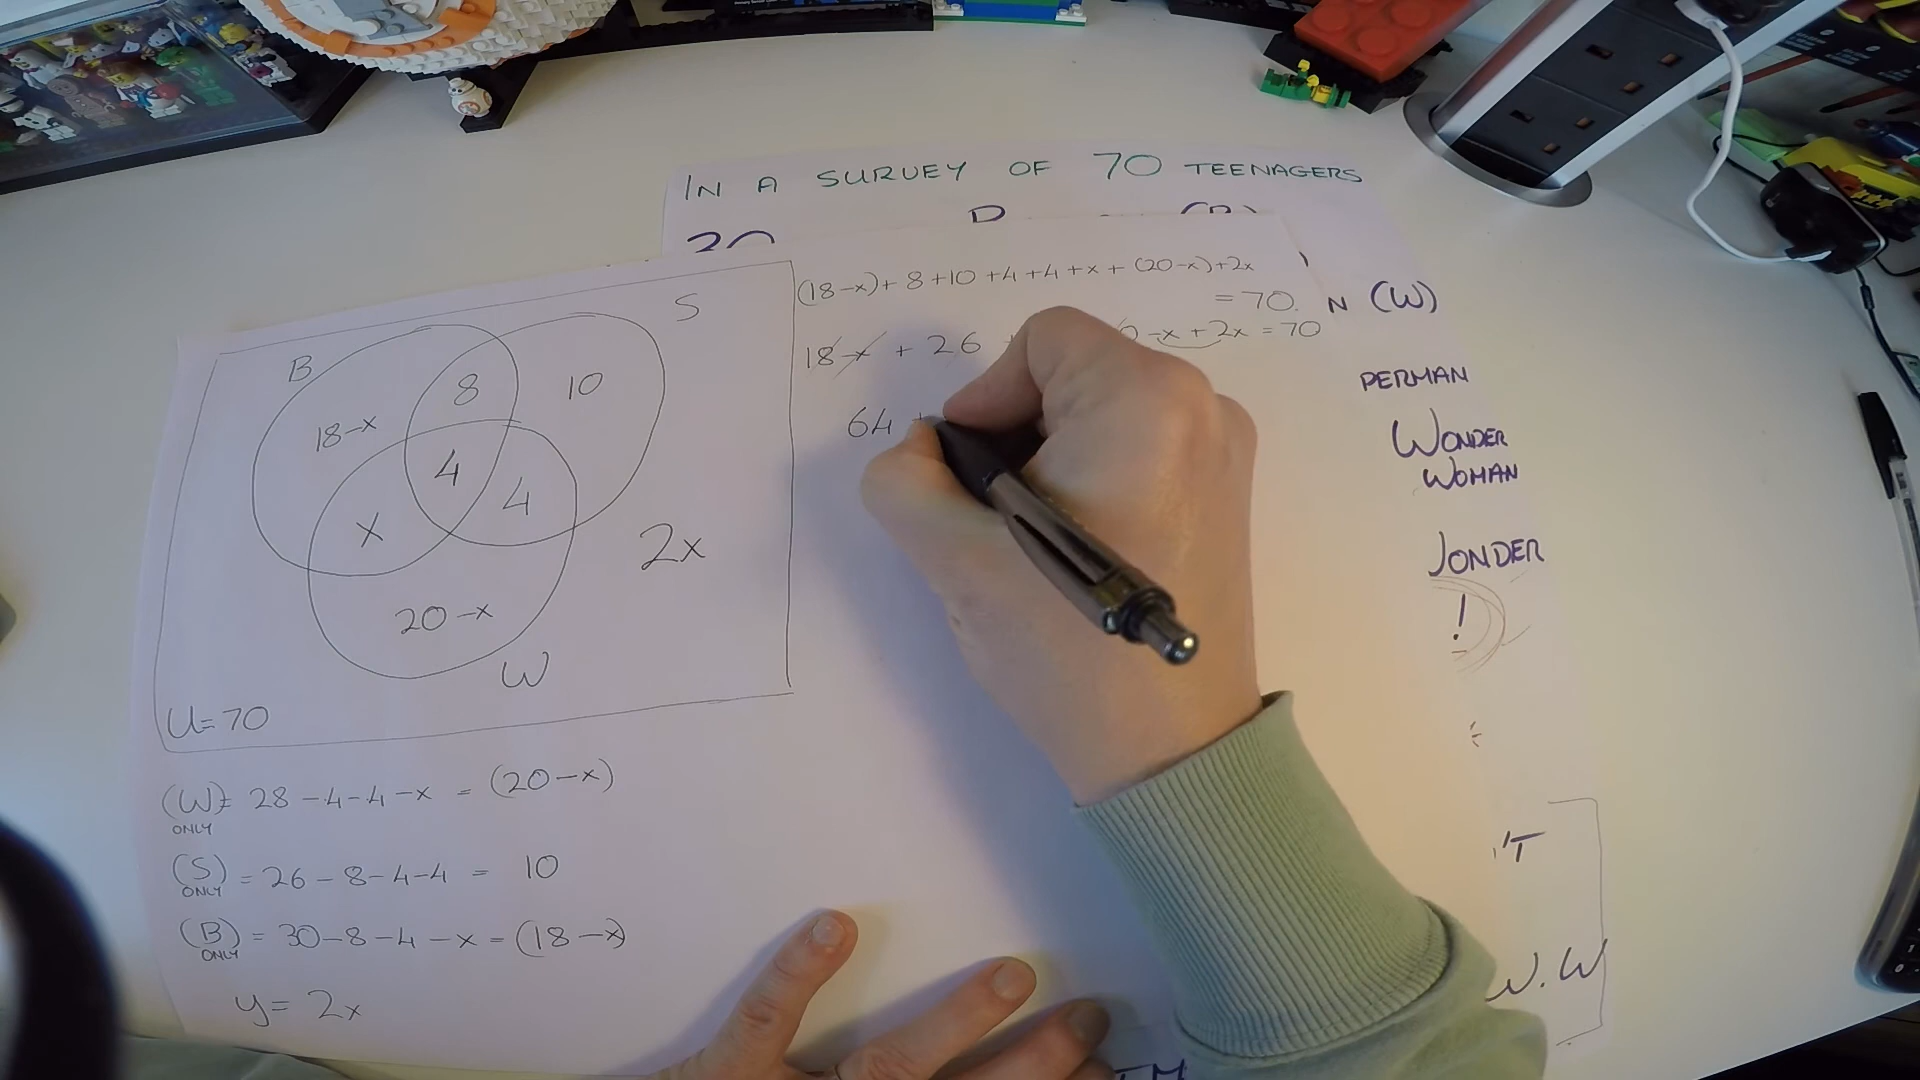 IN A SURVEY OF 70 TEENAGERS
(18-x)+8+10+4+4+x+(20-x)+2x
=70.
N (W)
18-x + 26
-x+2x=70
64 +
PERMAN
WONDER
WOMAN
JONDER
!
'T
N.W
S
B
8
10
18-x
4
4
x
2x
20-x
W
U=70
(W)= 28-4-4-x = (20-x)
ONLY
(S) = 26-8-4-4 = 10
ONLY
(B) = 30-8-4-x = (18-x)
ONLY
y= 2x